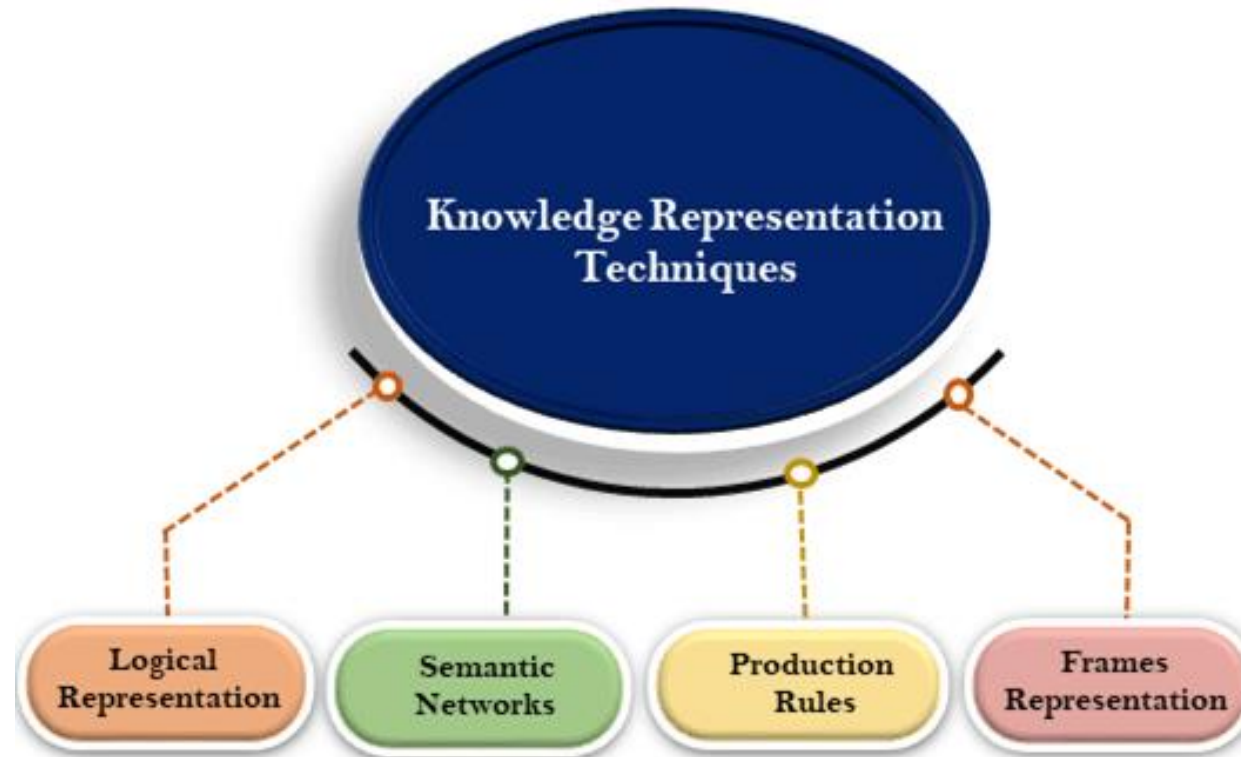 Knowledge Representation
Techniques
Logical
Representation
Semantic
Networks
Production
Rules
Frames
Representation